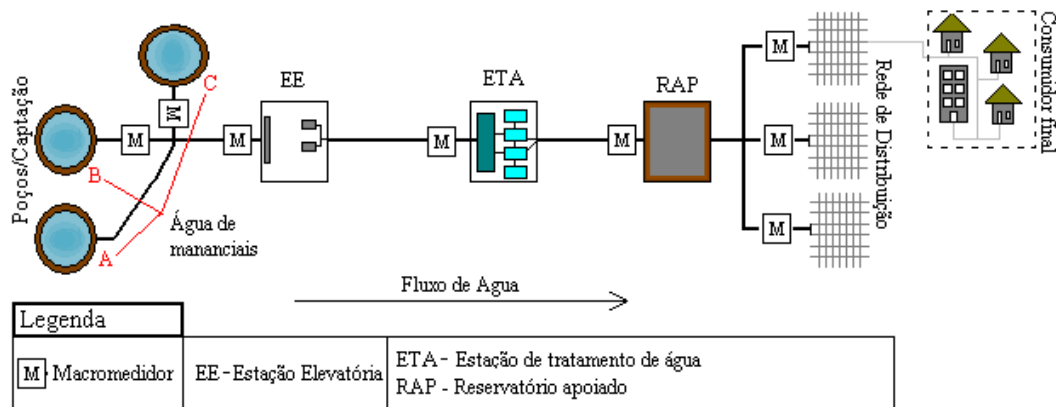 Poços/Captação
M
M
C
B
A
Água de
mananciais
M
EE
M
ETA
M
RAP
M
M
M
Rede de Distribuição
Consumidor final
Fluxo de Agua
Legenda
M Macromedidor
EE - Estação Elevatória
ETA - Estação de tratamento de água
RAP - Reservatório apoiado